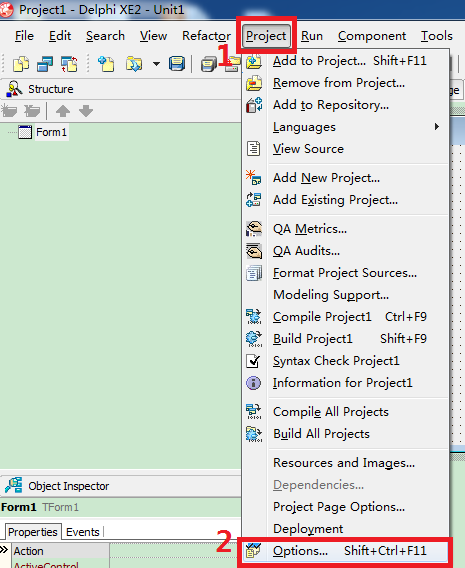 Project1 - Delphi XE2 - Unit1
File Edit Search View Refactor Project Run Component Tools
1
Structure
Form1
Add to Project... Shift+F11
Remove from Project...
Add to Repository...
Languages
View Source
Add New Project...
Add Existing Project...
QA Metrics...
QA Audits...
Format Project Sources...
Modeling Support...
Compile Project1 Ctrl+F9
Build Project1 Shift+F9
Syntax Check Project1
Information for Project1
Compile All Projects
Build All Projects
Resources and Images...
Dependencies...
Project Page Options...
Deployment
2
Options... Shift+Ctrl+F11
Object Inspector
Form1 TForm1
Properties Events
Action
ActiveControl